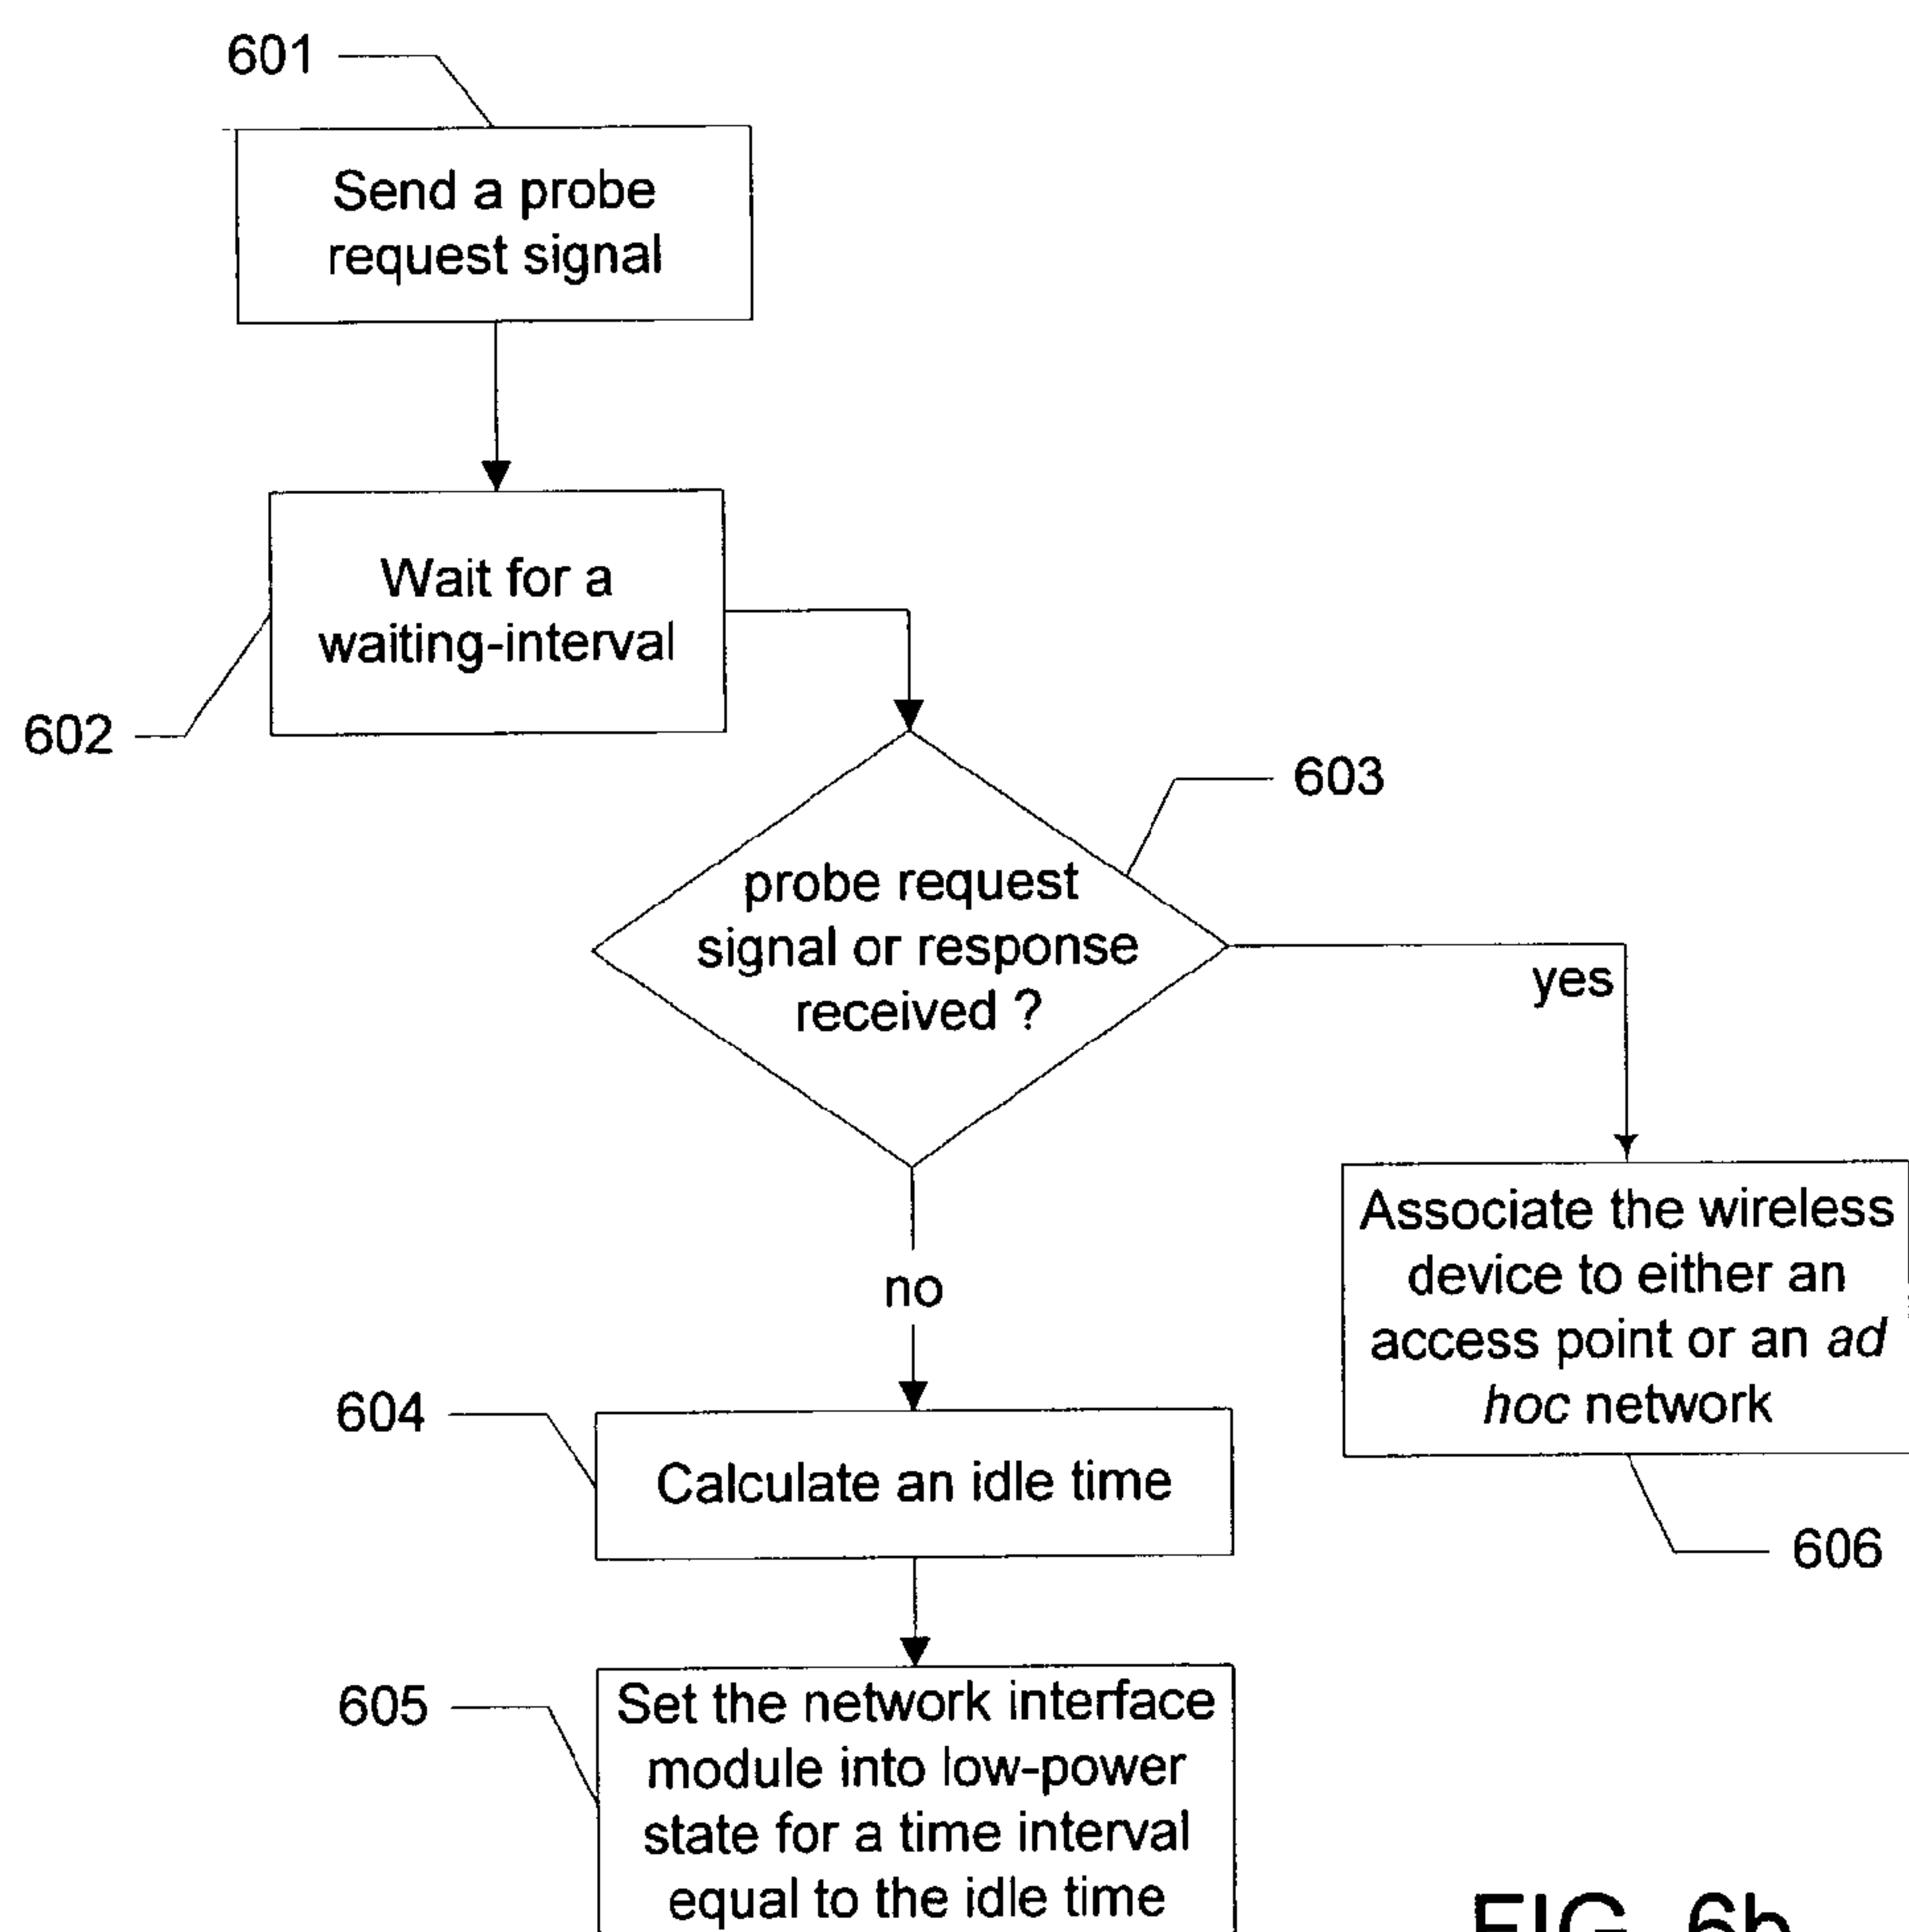 601
Send a probe
request signal
Wait for a
waiting-interval
602
603
probe request
signal or response
received ?
yes
no
Associate the wireless
device to either an
access point or an ad
hoc network
604
Calculate an idle time
606
605
Set the network interface
module into low-power
state for a time interval
equal to the idle time
FIG. 6b